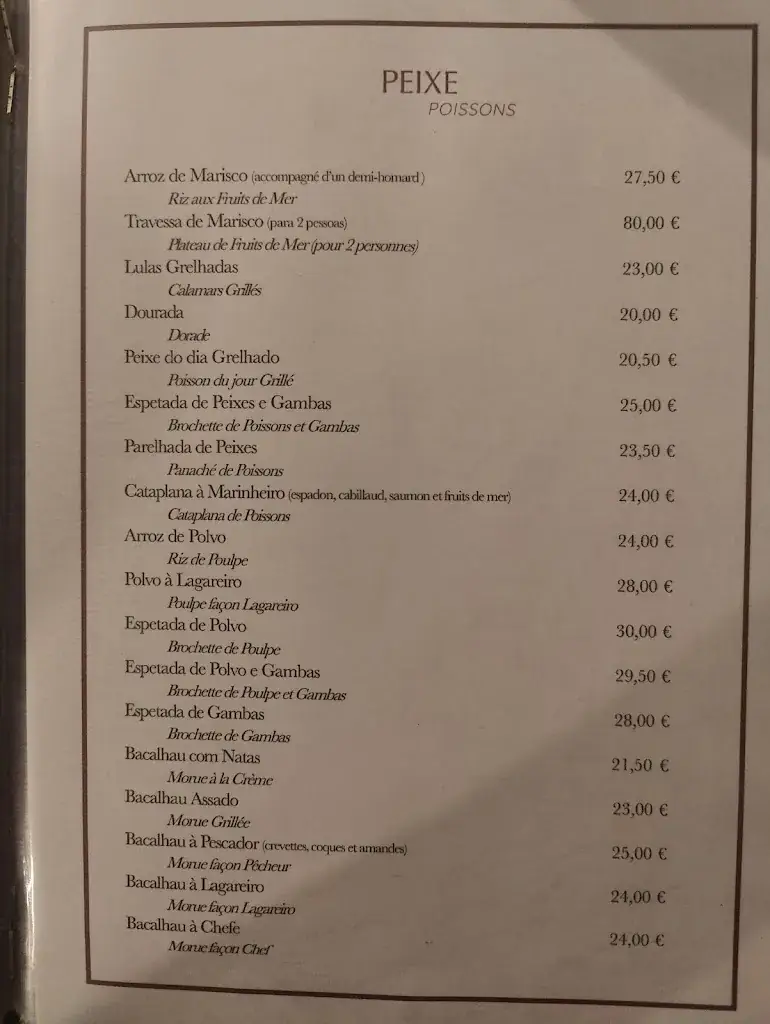 PEIXE
POISSONS
Arroz de Marisco (accompagné d'un demi-homard ) 27,50 €
Riz aux Fruits de Mer
Travessa de Marisco (para 2 pessoas) 80,00 €
Plateau de Fruits de Mer (pour 2 personnes)
Lulas Grelhadas 23,00 €
Calamars Grillés
Dourada 20,00 €
Dorade
Peixe do dia Grelhado 20,50 €
Poisson du jour Grillé
Espetada de Peixes e Gambas 25,00 €
Brochette de Poissons et Gambas
Parelhada de Peixes 23,50 €
Panaché de Poissons
Cataplana à Marinheiro (espadon, cabillaud, saumon et fruits de mer) 24,00 €
Cataplana de Poissons
Arroz de Polvo 24,00 €
Riz de Poulpe
Polvo à Lagareiro 28,00 €
Poulpe façon Lagareiro
Espetada de Polvo 30,00 €
Brochette de Poulpe
Espetada de Polvo e Gambas 29,50 €
Brochette de Poulpe et Gambas
Espetada de Gambas 28,00 €
Brochette de Gambas
Bacalhau com Natas 21,50 €
Morue à la Crème
Bacalhau Assado 23,00 €
Morue Grillée
Bacalhau à Pescador (crevettes, coques et amandes) 25,00 €
Morue façon Pêcheur
Bacalhau à Lagareiro 24,00 €
Morue façon Lagareiro
Bacalhau à Chefe 24,00 €
Morue façon Chef